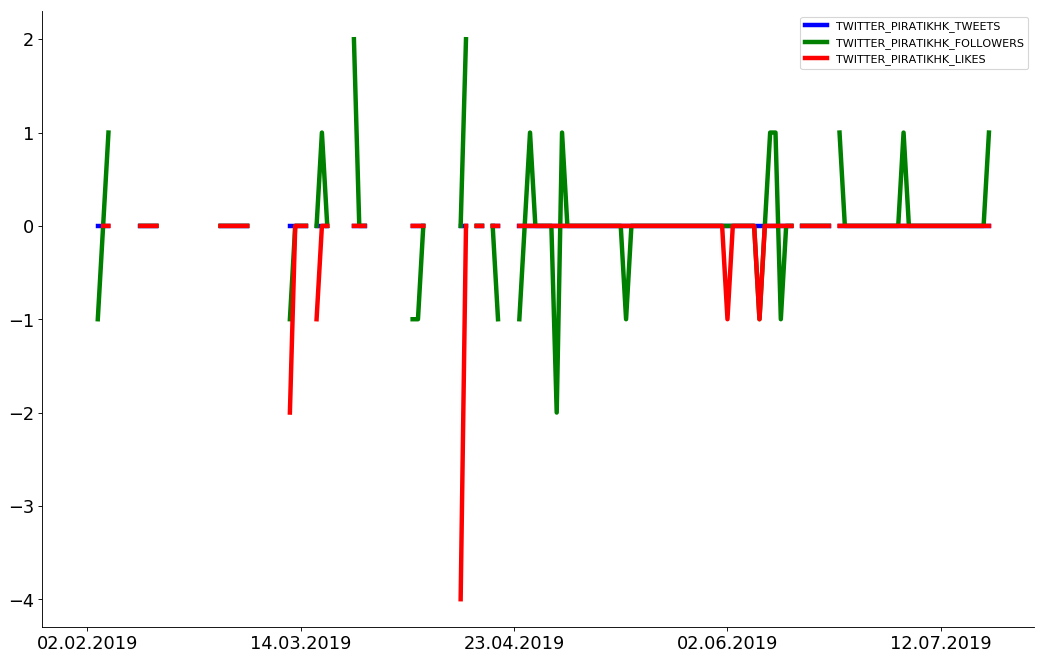 TWITTER_PIRATIKHK_TWEETS
TWITTER_PIRATIKHK_FOLLOWERS
TWITTER_PIRATIKHK_LIKES
2
1
0
−1
−2
−3
−4
02.02.2019 14.03.2019 23.04.2019 02.06.2019 12.07.2019